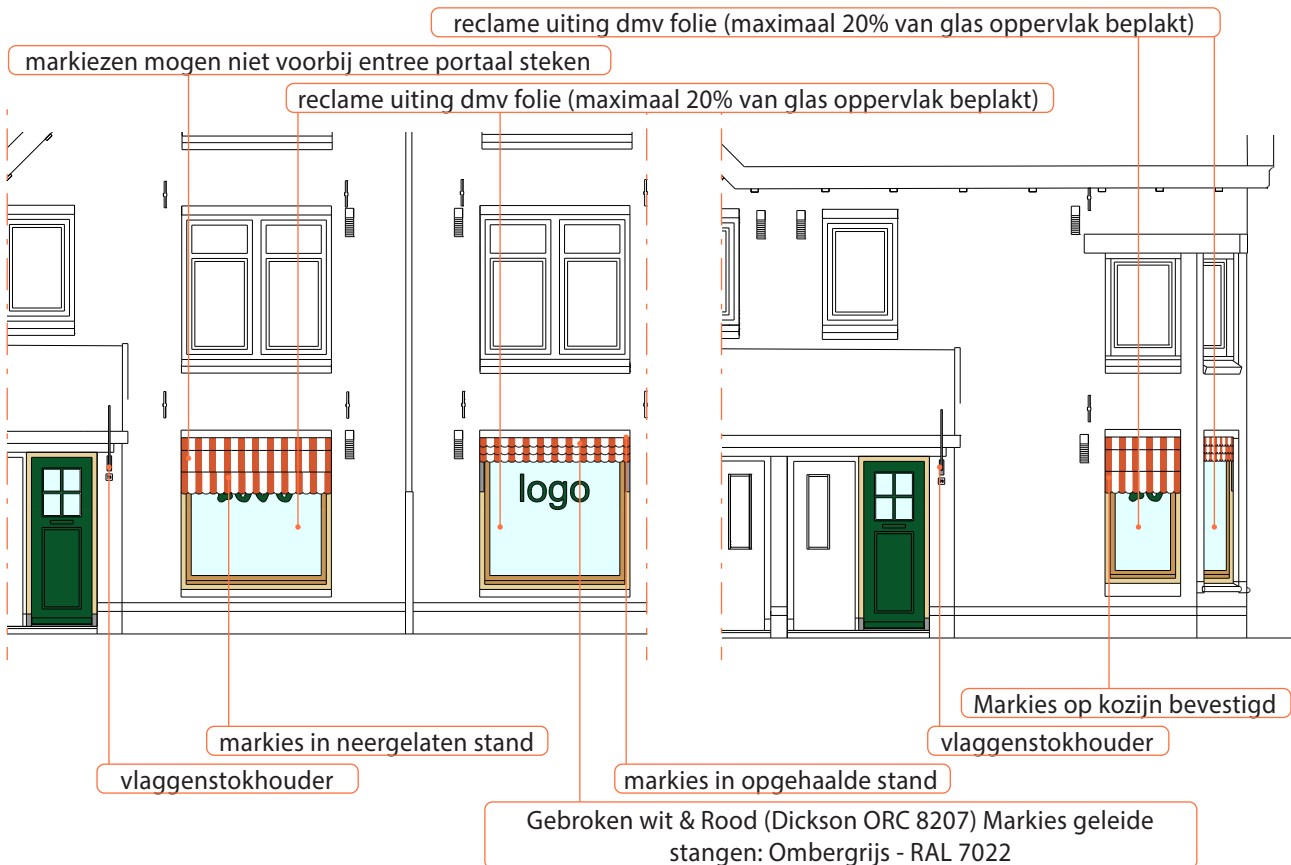 reclame uiting dmv folie (maximaal 20% van glas oppervlak beplakt)
markiezen mogen niet voorbij entree portaal steken
reclame uiting dmv folie (maximaal 20% van glas oppervlak beplakt)
logo
Markies op kozijn bevestigd
markies in neergelaten stand
vlaggenstokhouder
vlaggenstokhouder
markies in opgehaalde stand
Gebroken wit & Rood (Dickson ORC 8207) Markies geleide
stangen: Ombergrijs - RAL 7022